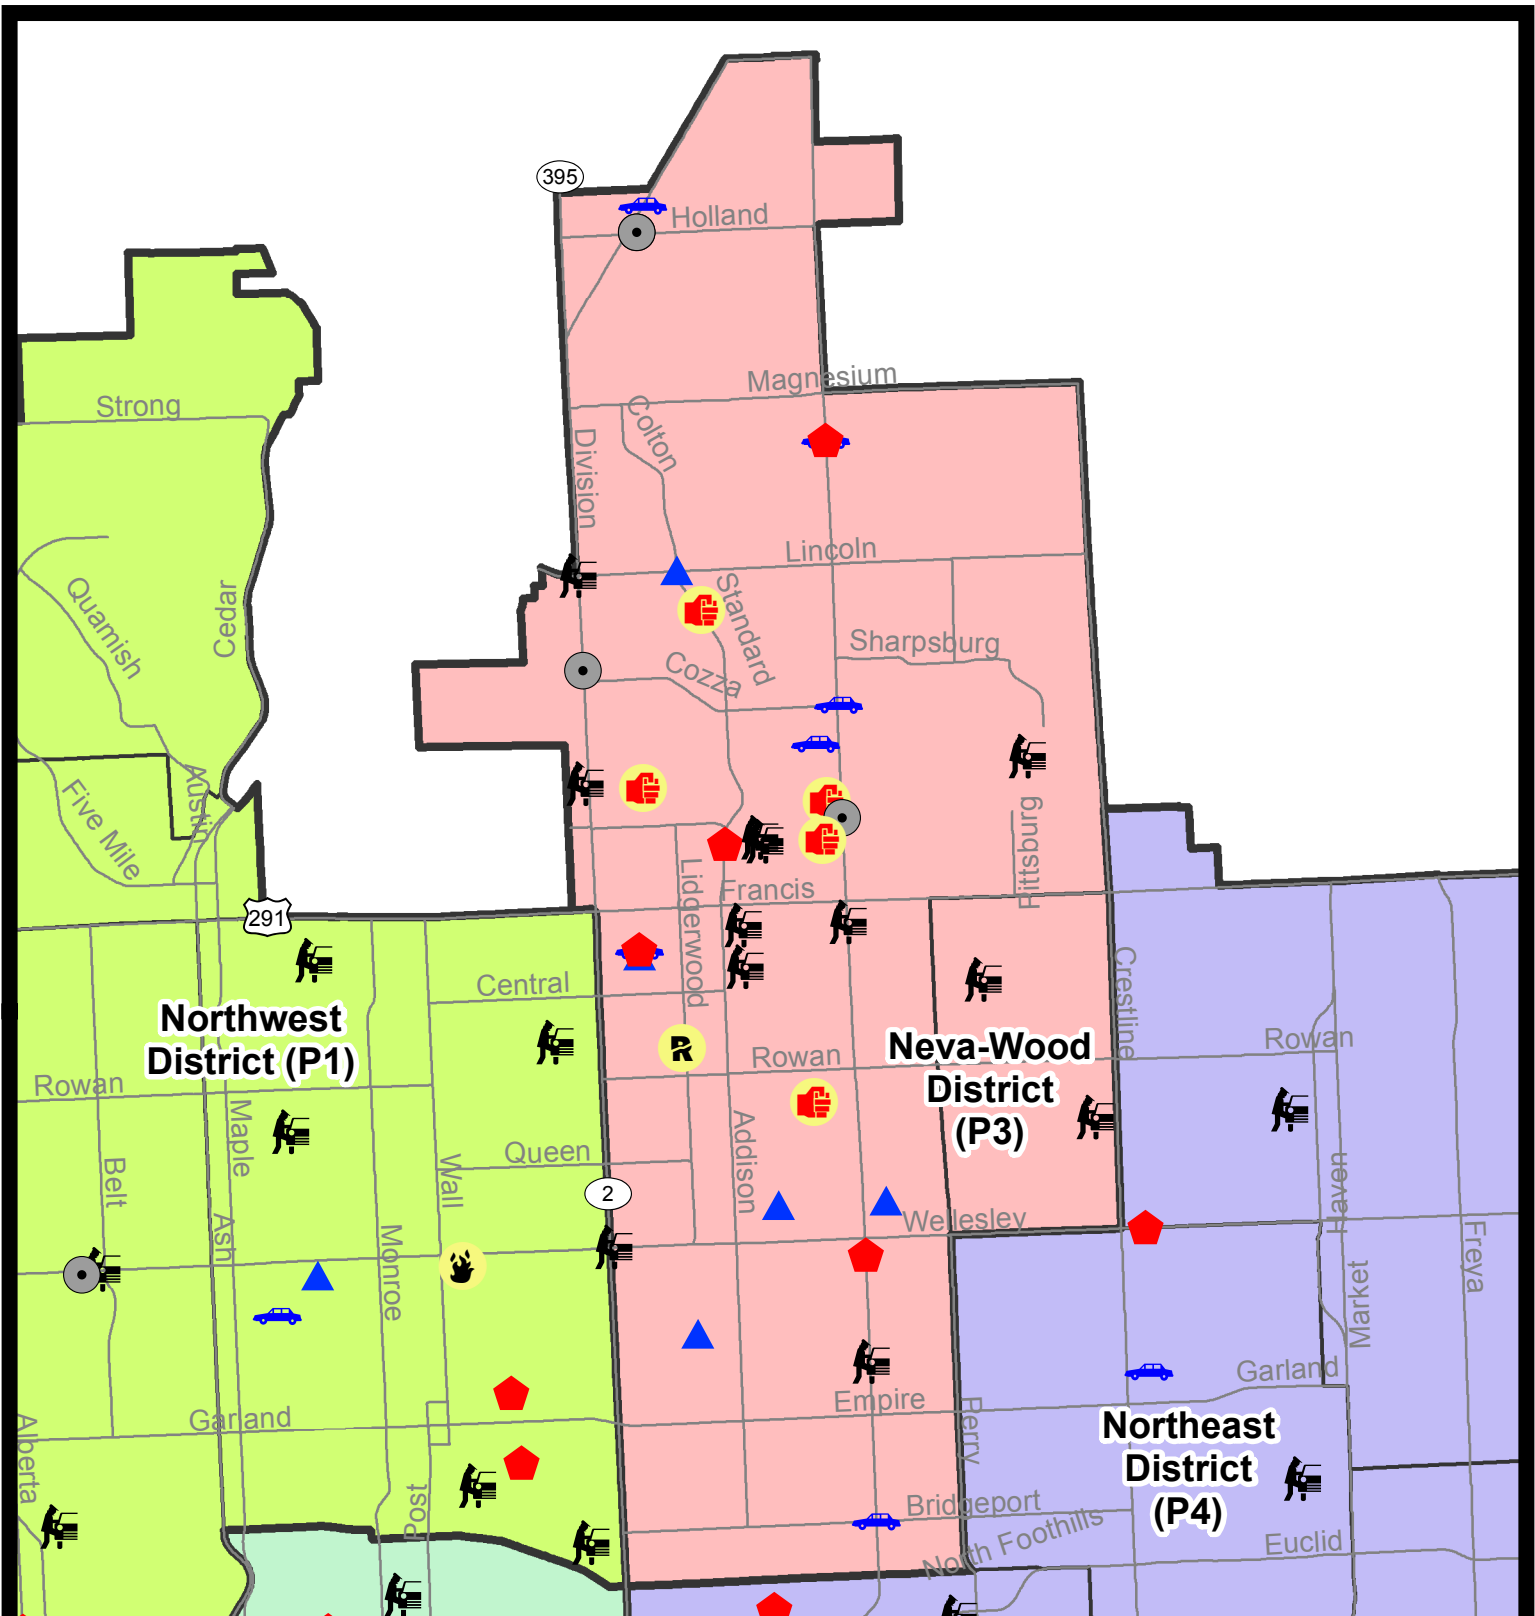 395
Holland
Magnesium
Strong
Colton
Division
Lincoln
Quamish
Cedar
Standard
Sharpsburg
Cozza
Austin
Five Mile
Pittsburg
Lidgerwood
Francis
291
Central
Crestline
Northwest
District (P1)
Neva-Wood
District
(P3)
Rowan
Rowan
Rowan
Maple
Addison
Queen
Belt
Wall
2
Haven
Wellesley
Ash
Monroe
Freya
Market
Garland
Empire
Perry
Garland
Alberta
Northeast
District
(P4)
Post
Bridgeport
North Foothills
Euclid